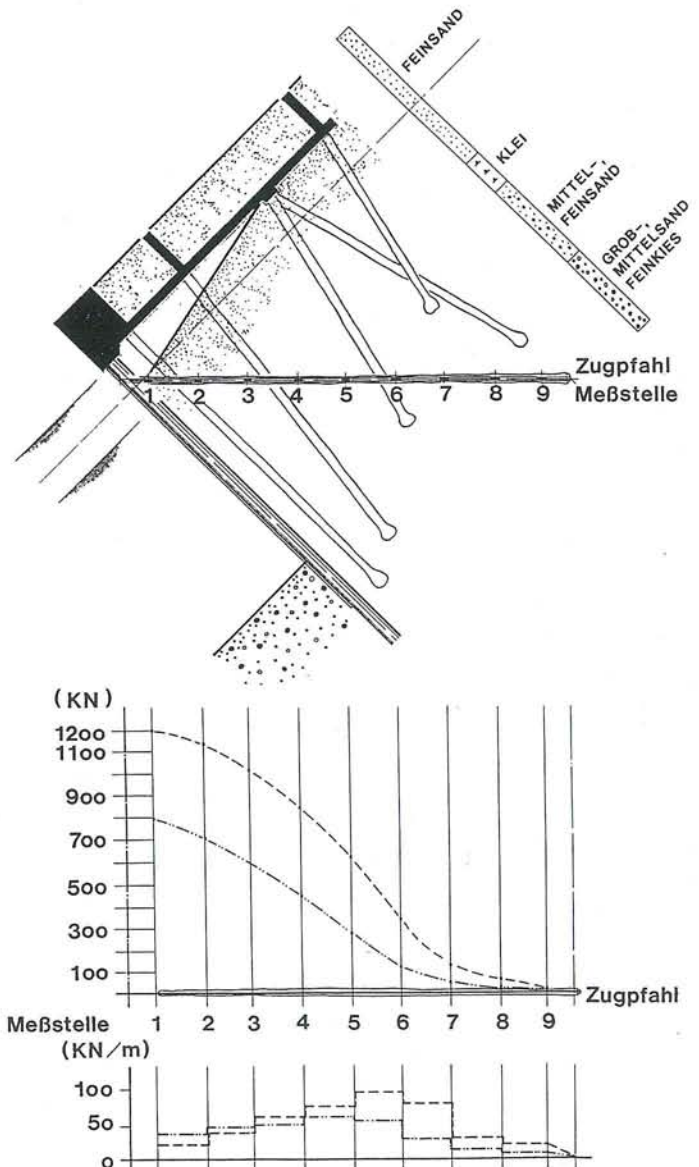 FEINSAND
KLEI
MITTEL-,
FEINSAND
GROB-,
MITTELSAND
FEINKIES
Zugpfahl
1 2 3 4 5 6 7 8 9 Meßstelle
(KN)
1200
1100
900
700
500
300
100
Zugpfahl
Meßstelle 1 2 3 4 5 6 7 8 9
(KN/m)
100
50
0